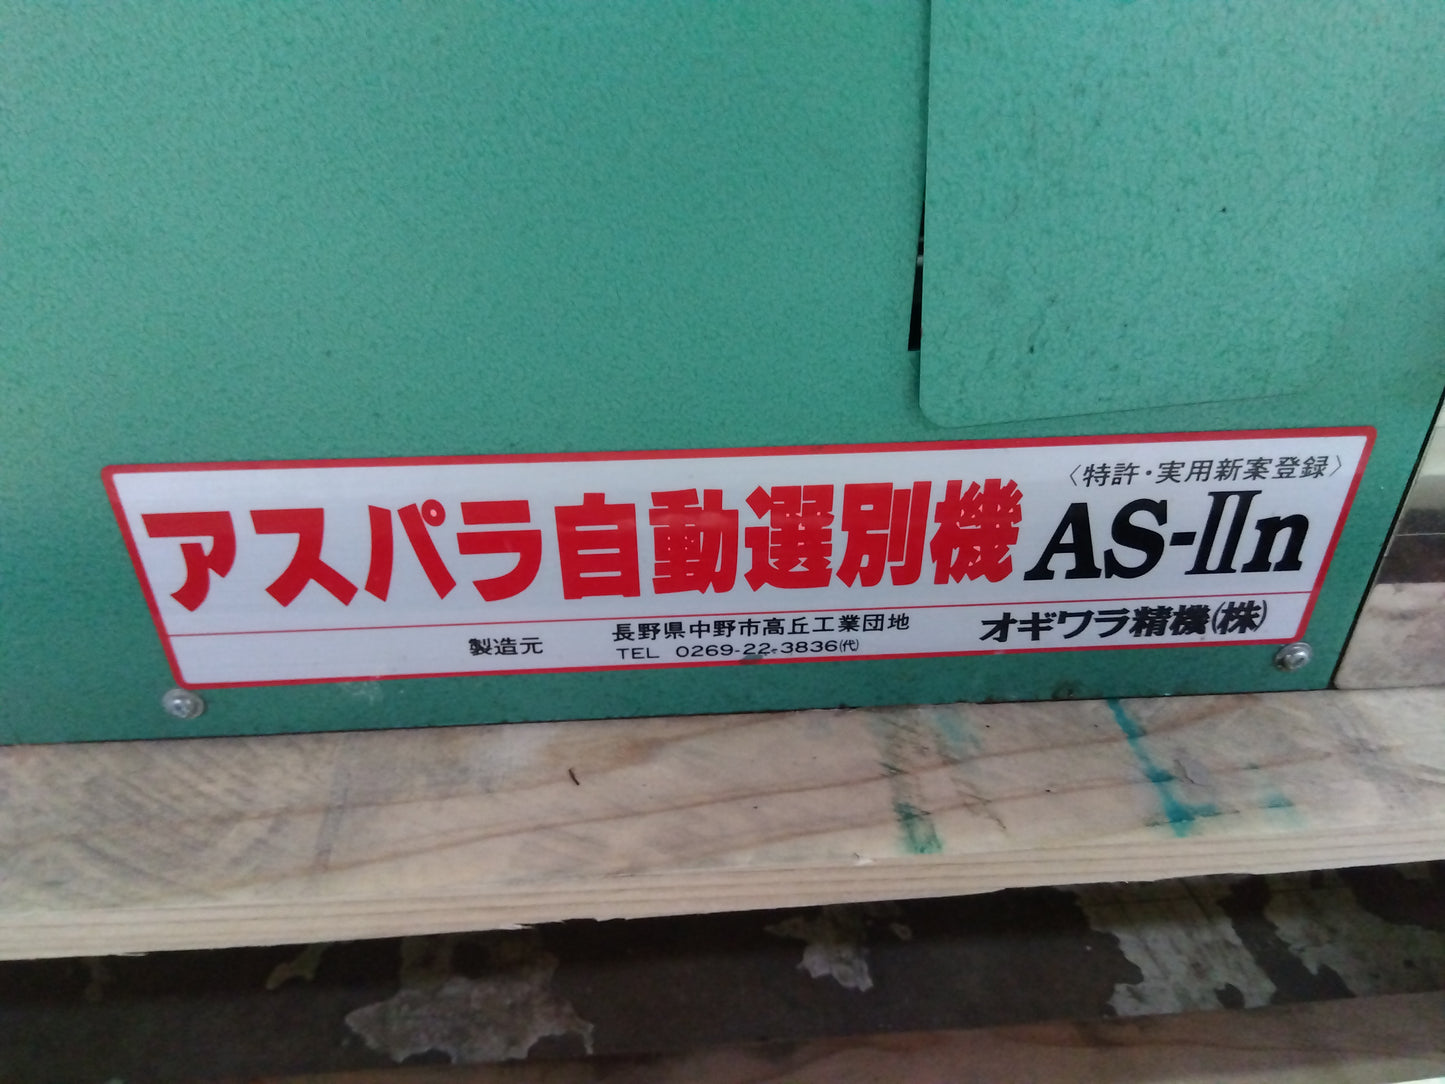 〈特許・実用新案登録〉
アスパラ自動選別機 AS-Ⅱn
製造元 長野県中野市高丘工業団地 オギワラ精機(株)
TEL 0269-22-3836(代)